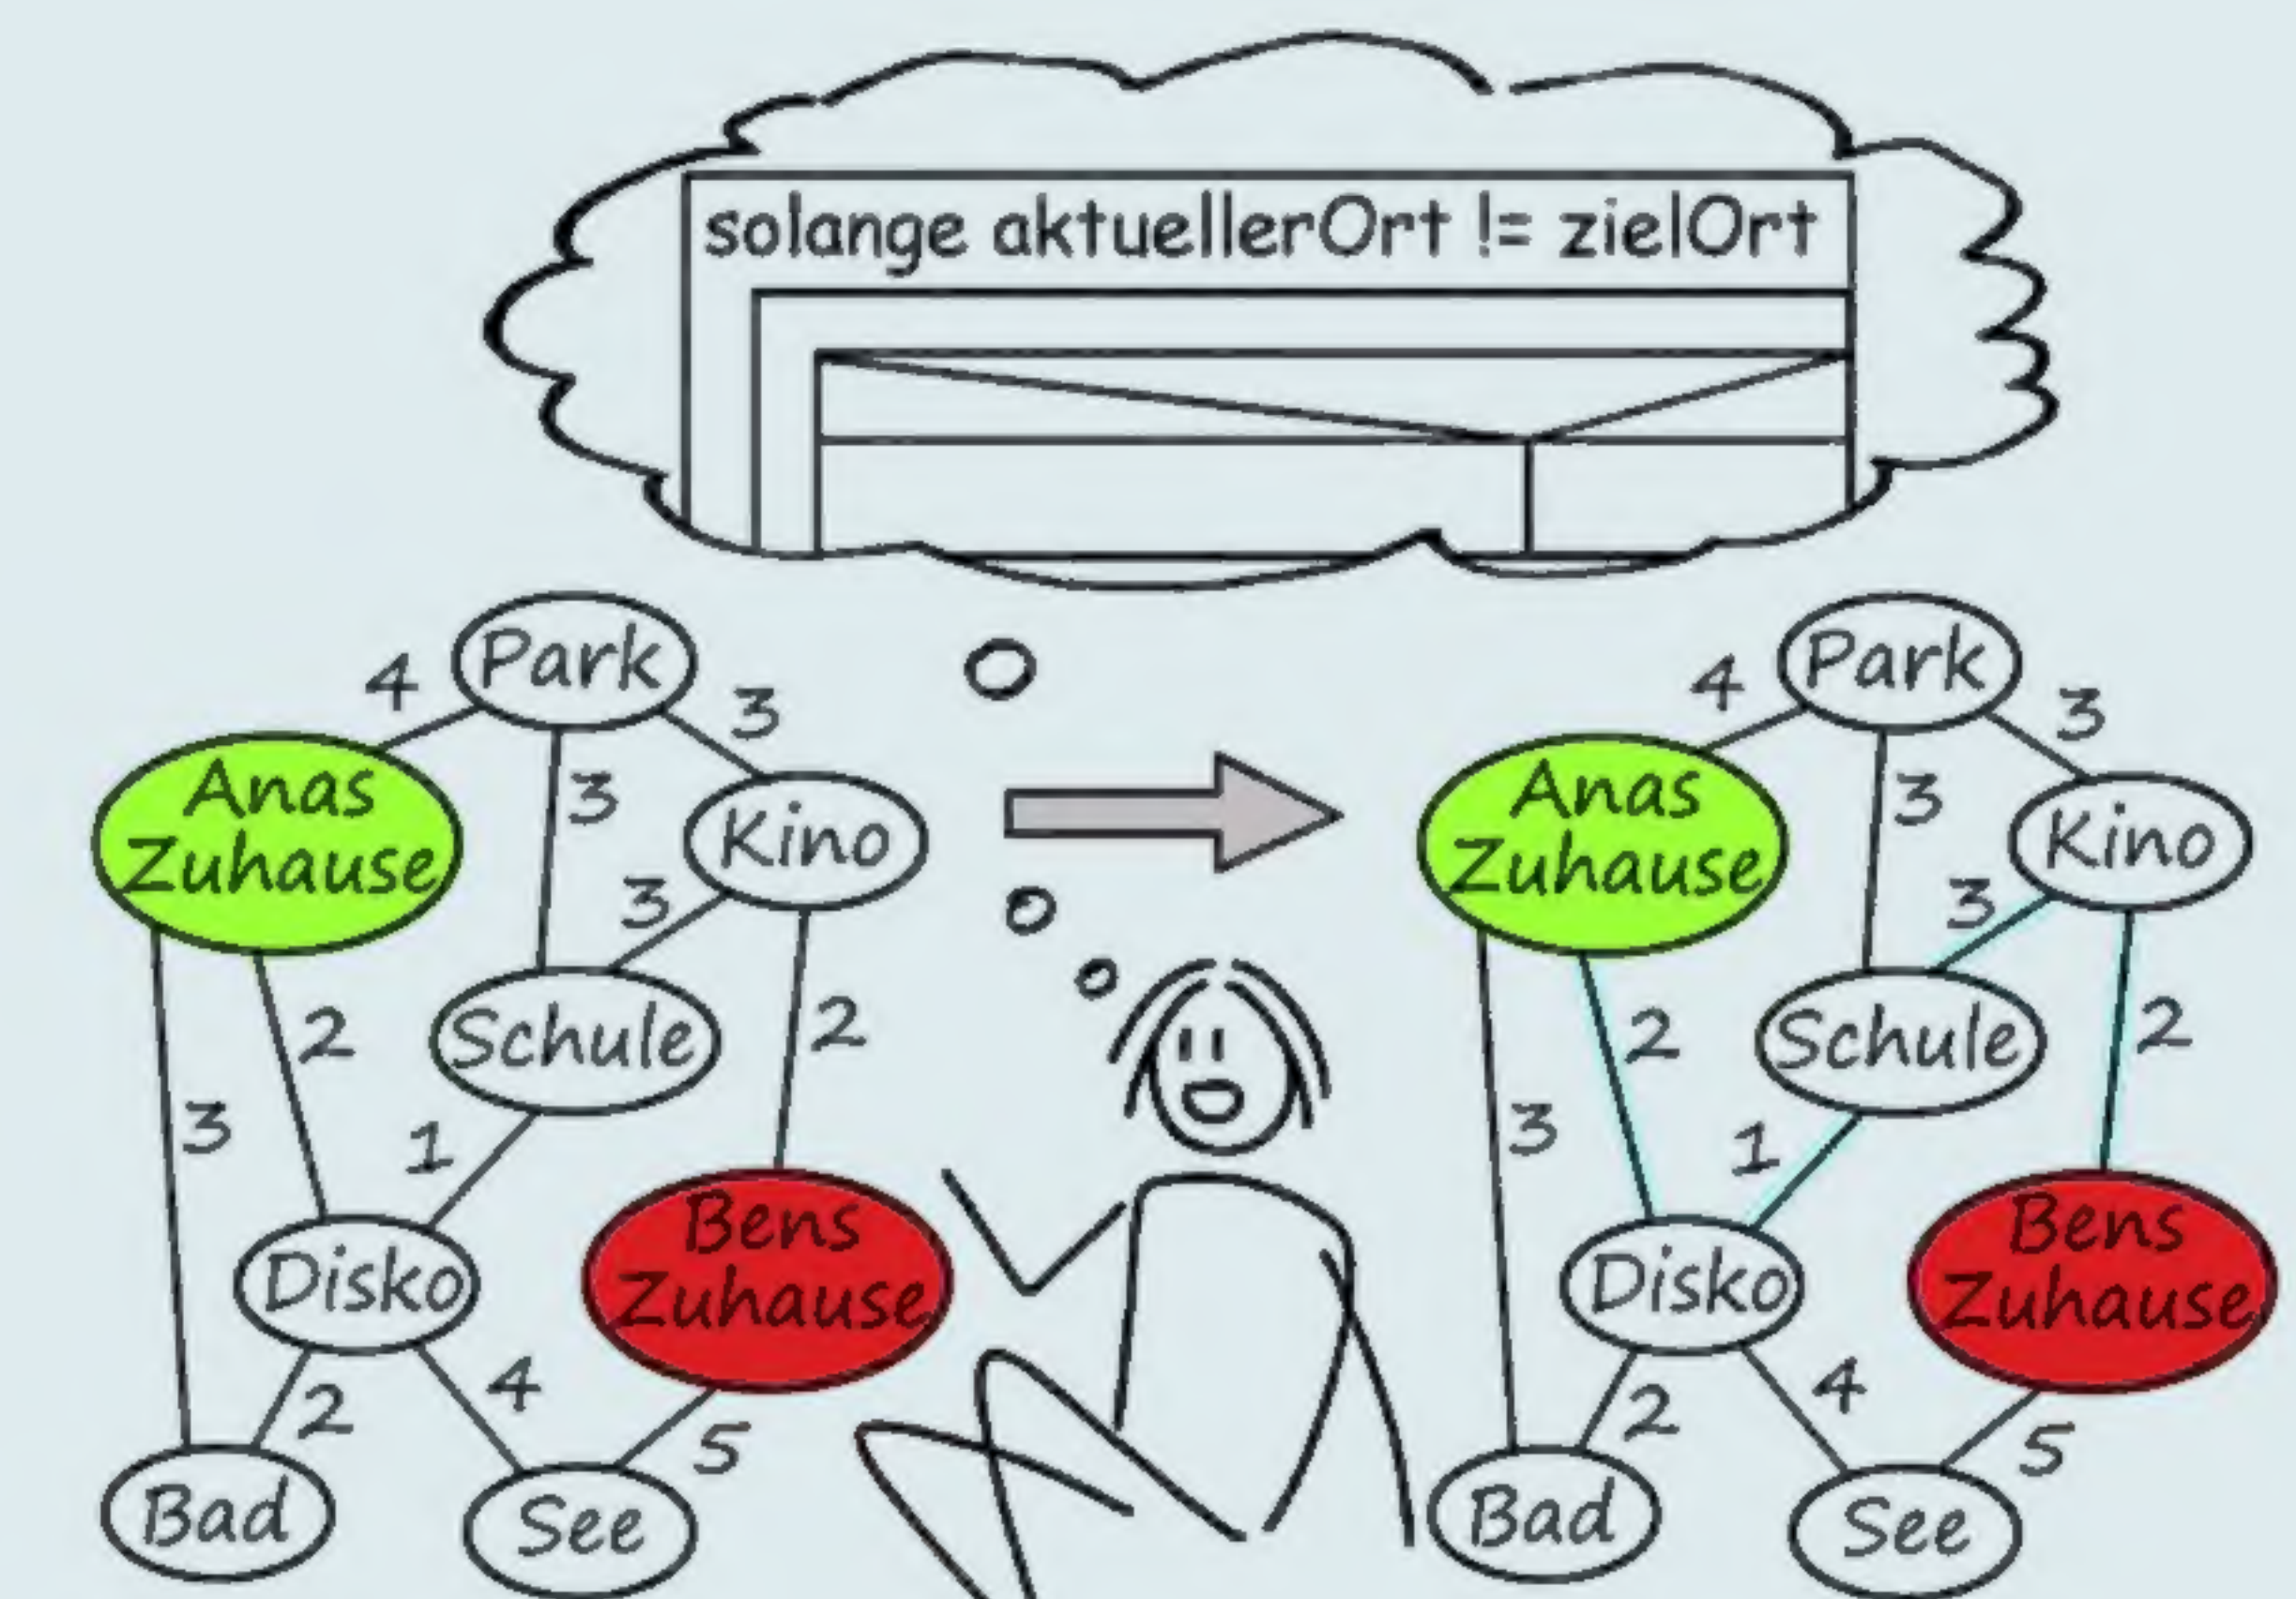 solange aktuellerOrt != zielOrt
Park
4
3
Anas
Zuhause
3
Kino
3
Schule
2
2
3
1
Bens
Zuhause
Disko
4
2
5
Bad
See
Park
4
3
Anas
Zuhause
3
Kino
3
Schule
2
2
3
1
Bens
Zuhause
Disko
4
2
5
Bad
See